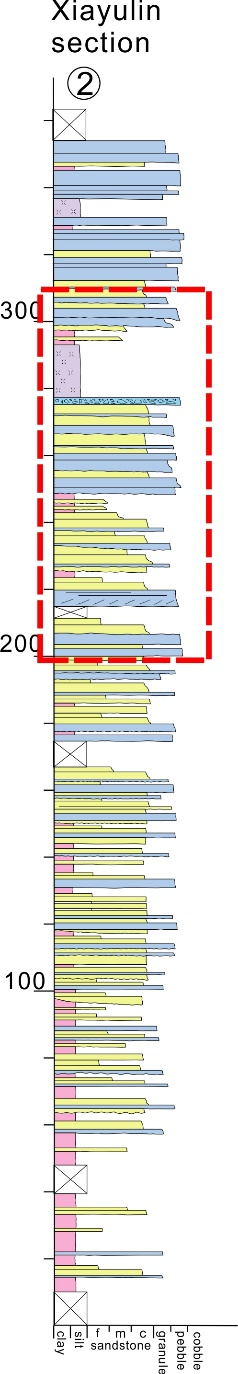 Xiayulin
section
②
300
200
100
clay
silt
f
m
c
sandstone
granule
pebble
cobble